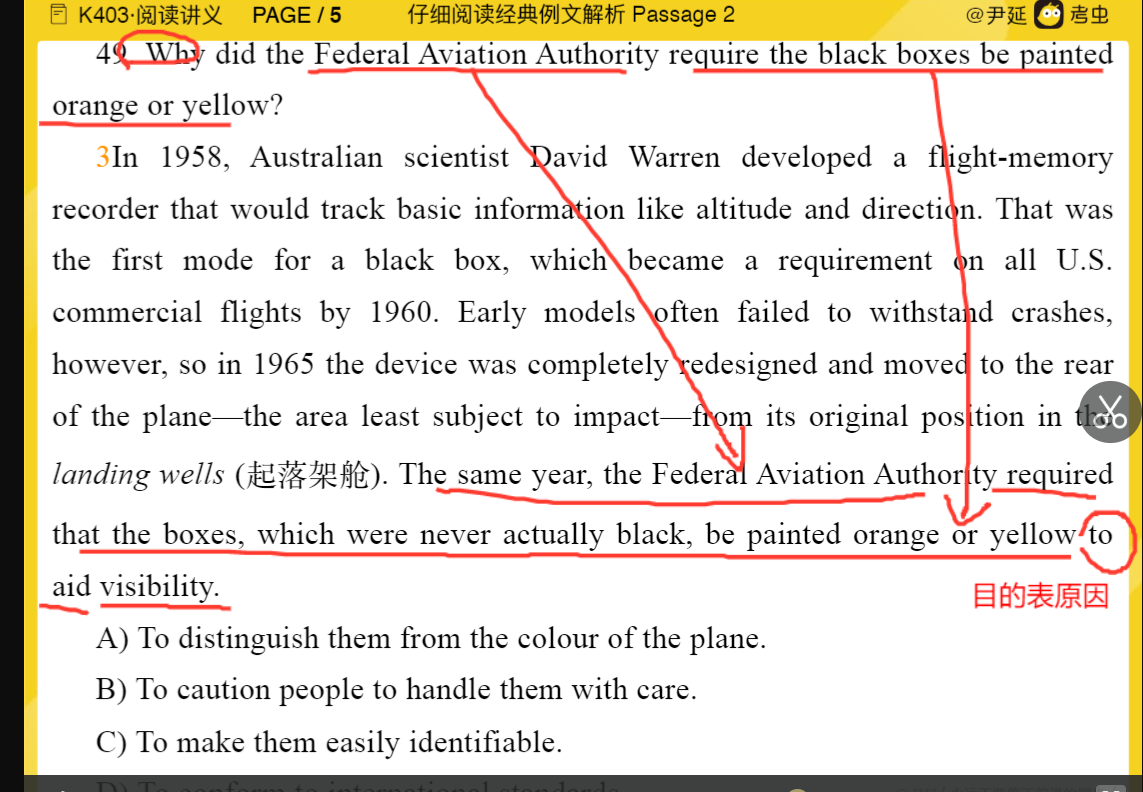 K403·阅读讲义 PAGE / 5 仔细阅读经典例文解析 Passage 2 @尹延 考虫
49. Why did the Federal Aviation Authority require the black boxes be painted
orange or yellow?
3In 1958, Australian scientist David Warren developed a flight-memory
recorder that would track basic information like altitude and direction. That was
the first mode for a black box, which became a requirement on all U.S.
commercial flights by 1960. Early models often failed to withstand crashes,
however, so in 1965 the device was completely redesigned and moved to the rear
of the plane—the area least subject to impact—from its original position in the
landing wells (起落架舱). The same year, the Federal Aviation Authority required
that the boxes, which were never actually black, be painted orange or yellow to
aid visibility.
目的表原因
A) To distinguish them from the colour of the plane.
B) To caution people to handle them with care.
C) To make them easily identifiable.
D) To conform to international standards.